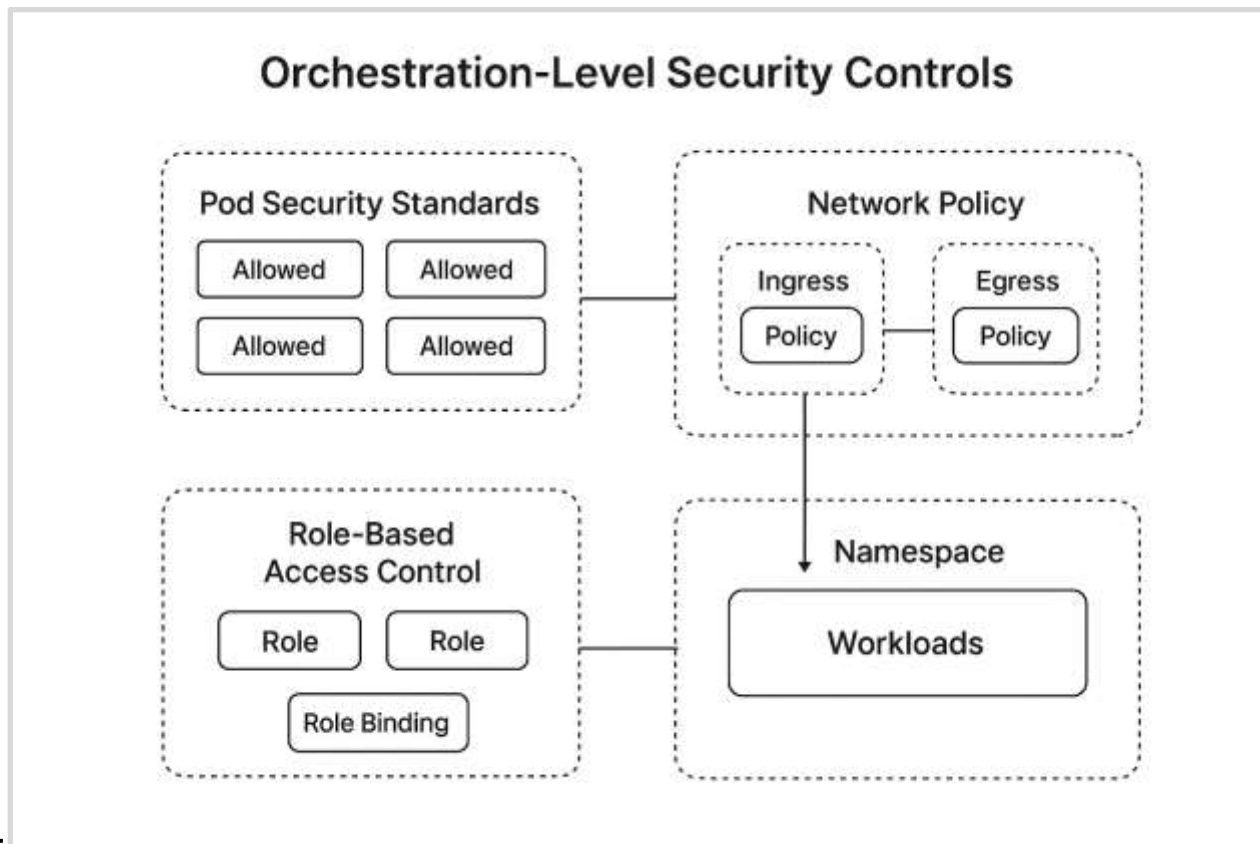 Orchestration-Level Security Controls
Pod Security Standards
Allowed
Allowed
Allowed
Allowed
Network Policy
Ingress
Policy
Egress
Policy
Role-Based
Access Control
Role
Role
Role Binding
Namespace
Workloads